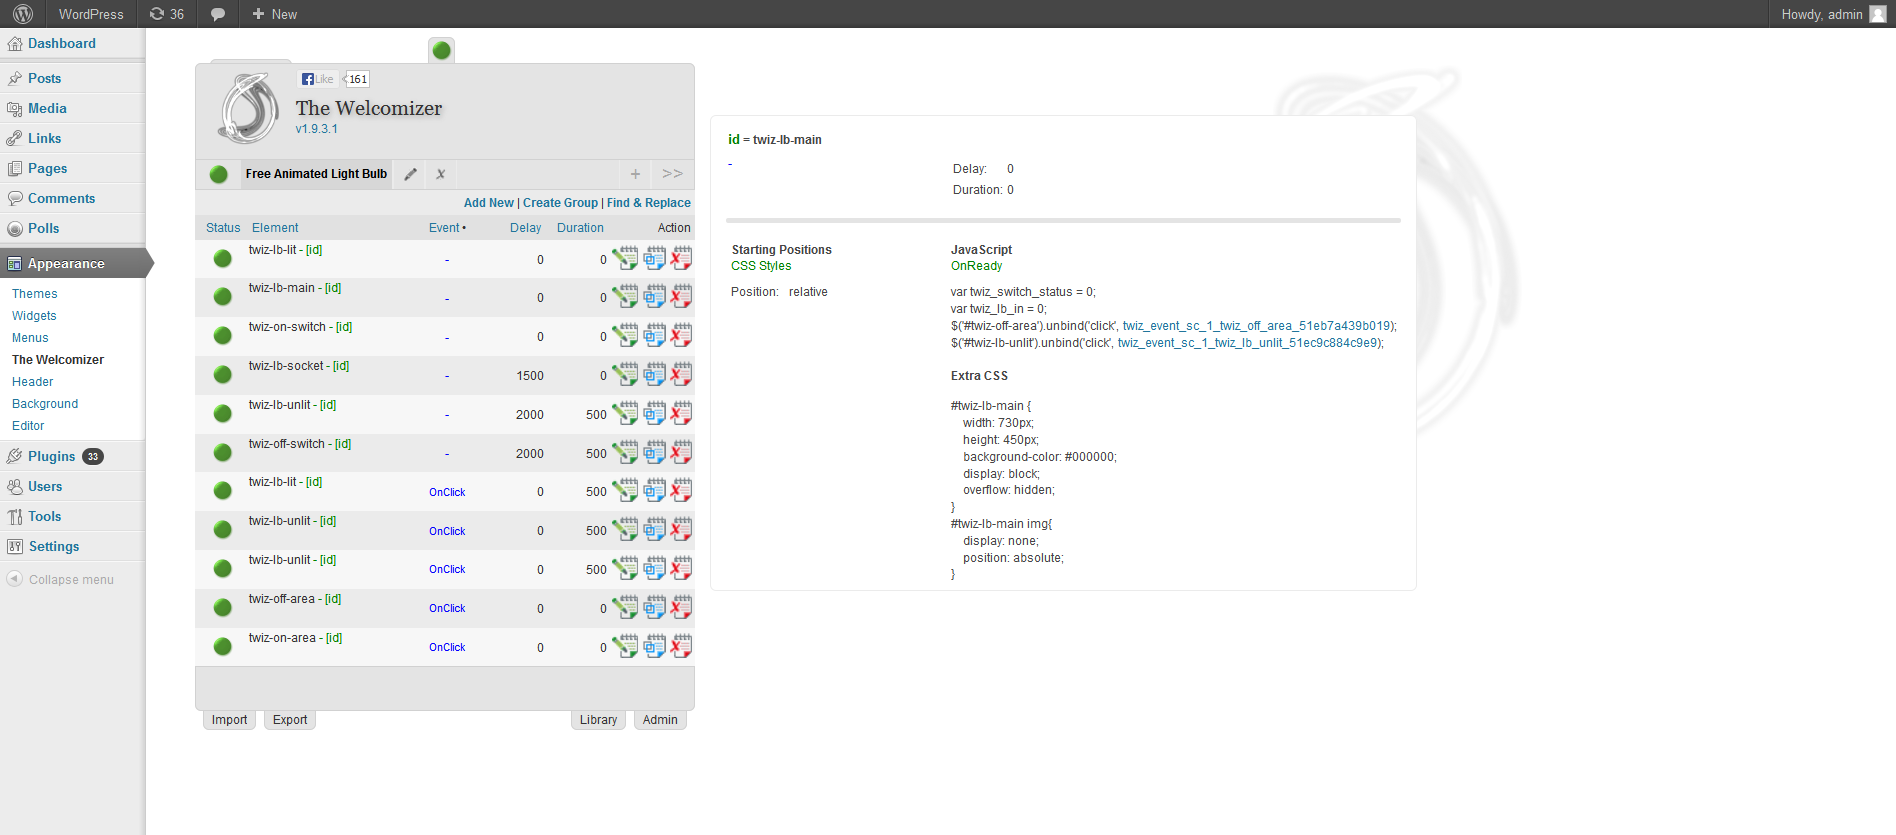 WordPress 36 + New Howdy, admin
Dashboard
Posts
Media
Links
Pages
Comments
Polls
Appearance
Themes
Widgets
Menus
The Welcomizer
Header
Background
Editor
Plugins 33
Users
Tools
Settings
Collapse menu
Like 161
The Welcomizer
v1.9.3.1
Free Animated Light Bulb x + >>
Add New | Create Group | Find & Replace
Status Element Event • Delay Duration Action
twiz-lb-lit - [id] - 0 0
twiz-lb-main - [id] - 0 0
twiz-on-switch - [id] - 0 0
twiz-lb-socket - [id] - 1500 0
twiz-lb-unlit - [id] - 2000 500
twiz-off-switch - [id] - 2000 500
twiz-lb-lit - [id] OnClick 0 500
twiz-lb-unlit - [id] OnClick 0 500
twiz-lb-unlit - [id] OnClick 0 500
twiz-off-area - [id] OnClick 0 0
twiz-on-area - [id] OnClick 0 0
Import Export Library Admin
id = twiz-lb-main
- Delay: 0
Duration: 0
Starting Positions
CSS Styles
Position: relative
JavaScript
OnReady
var twiz_switch_status = 0;
var twiz_lb_in = 0;
$('#twiz-off-area').unbind('click', twiz_event_sc_1_twiz_off_area_51eb7a439b019);
$('#twiz-lb-unlit').unbind('click', twiz_event_sc_1_twiz_lb_unlit_51ec9c884c9e9);
Extra CSS
#twiz-lb-main {
width: 730px;
height: 450px;
background-color: #000000;
display: block;
overflow: hidden;
}
#twiz-lb-main img{
display: none;
position: absolute;
}